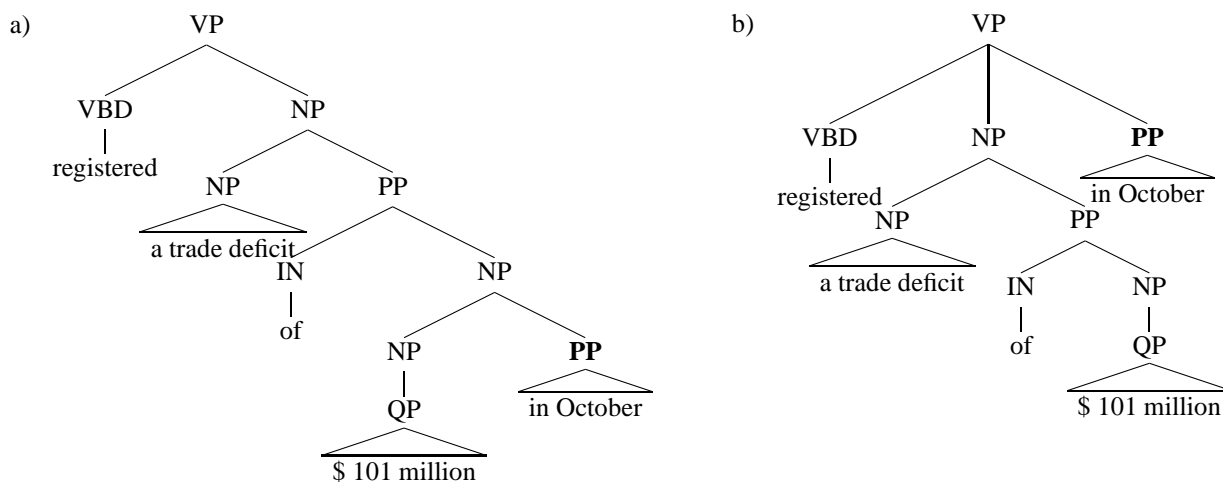 a)
VP
VBD NP
registered
NP PP
a trade deficit
IN NP
of
NP PP
in October
QP
$ 101 million
b)
VP
VBD NP PP
registered in October
NP PP
a trade deficit
IN NP
of QP
$ 101 million